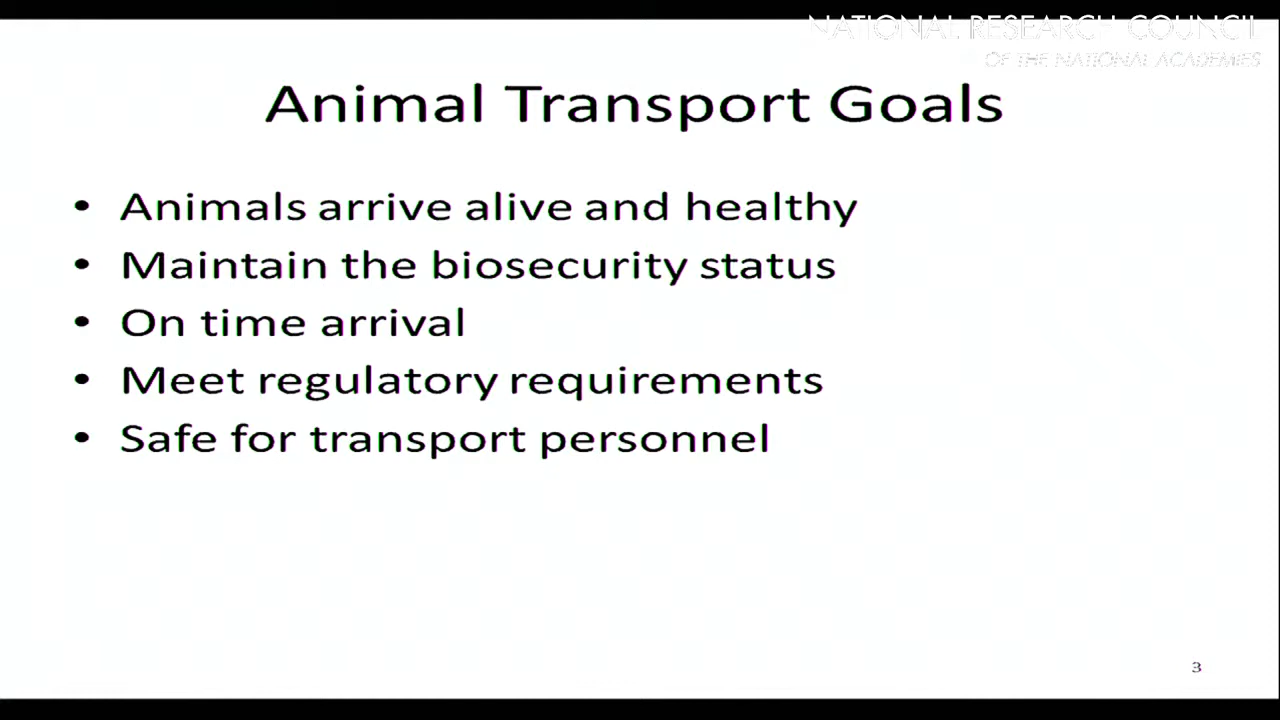 NATIONAL RESEARCH COUNCIL
OF THE NATIONAL ACADEMIES
Animal Transport Goals
• Animals arrive alive and healthy
• Maintain the biosecurity status
• On time arrival
• Meet regulatory requirements
• Safe for transport personnel
3